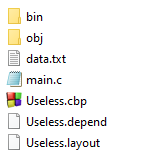 bin
obj
data.txt
main.c
Useless.cbp
Useless.depend
Useless.layout